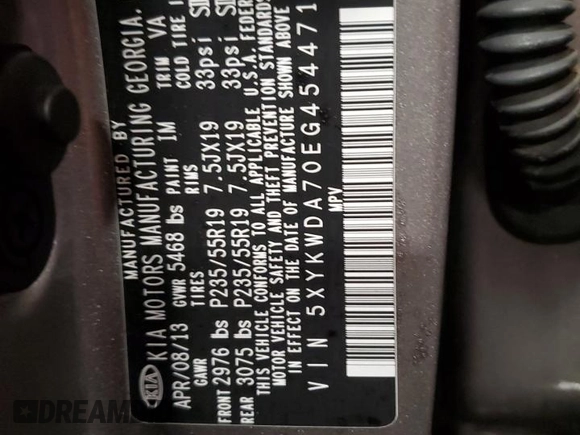 MANUFACTURED BY
KIA KIA MOTORS MANUFACTURING GEORGIA,
APR/08/13 GVWR 5468 lbs PAINT 1M TRIM VA
GAWR TIRES RIMS COLD TIRE
FRONT 2976 lbs P235/55R19 7.5JX19 33psi
REAR 3075 lbs P235/55R19 7.5JX19 33psi
THIS VEHICLE CONFORMS TO ALL APPLICABLE U.S.A. FEDER
MOTOR VEHICLE SAFETY AND THEFT PREVENTION STANDARDS
IN EFFECT ON THE DATE OF MANUFACTURE SHOWN ABOVE
VIN 5XYKWDA70EG454471
MPV
DREAM